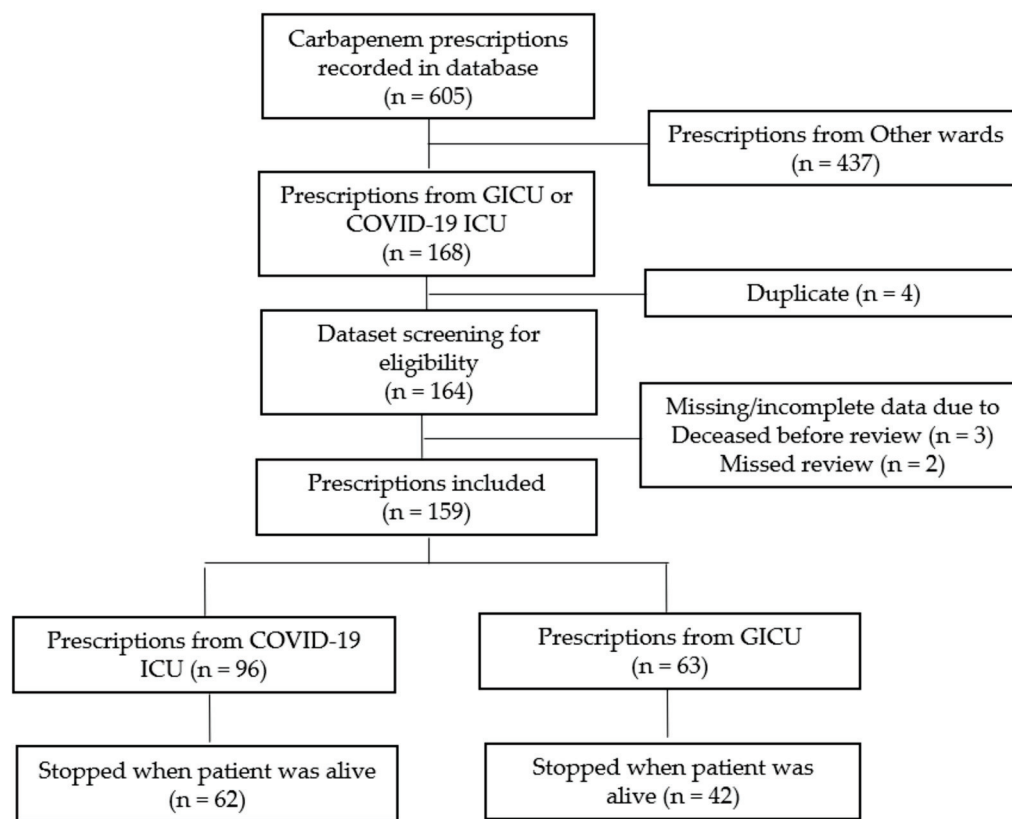 Carbapenem prescriptions
recorded in database
(n = 605)
Prescriptions from Other wards
(n = 437)
Prescriptions from GICU or
COVID-19 ICU
(n = 168)
Duplicate (n = 4)
Dataset screening for
eligibility
(n = 164)
Missing/incomplete data due to
Deceased before review (n = 3)
Missed review (n = 2)
Prescriptions included
(n = 159)
Prescriptions from COVID-19
ICU (n = 96)
Prescriptions from GICU
(n = 63)
Stopped when patient was alive
(n = 62)
Stopped when patient was
alive (n = 42)